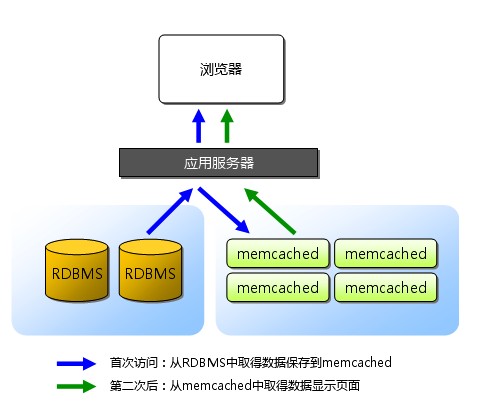 浏览器
应用服务器
RDBMS RDBMS
memcached memcached
memcached memcached
首次访问：从RDBMS中取得数据保存到memcached
第二次后：从memcached中取得数据显示页面